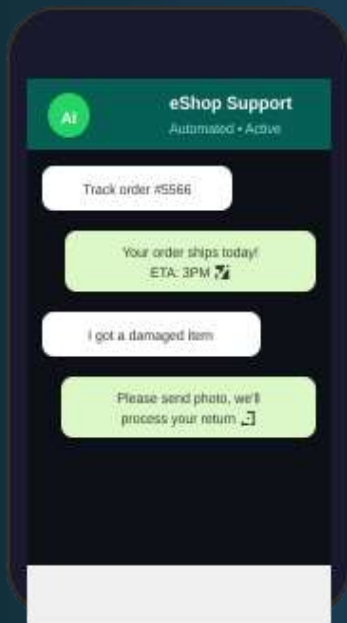 AI
eShop Support
Automated • Active
Track order #5566
Your order ships today!
ETA: 3PM
I got a damaged item
Please send photo, we'll
process your return